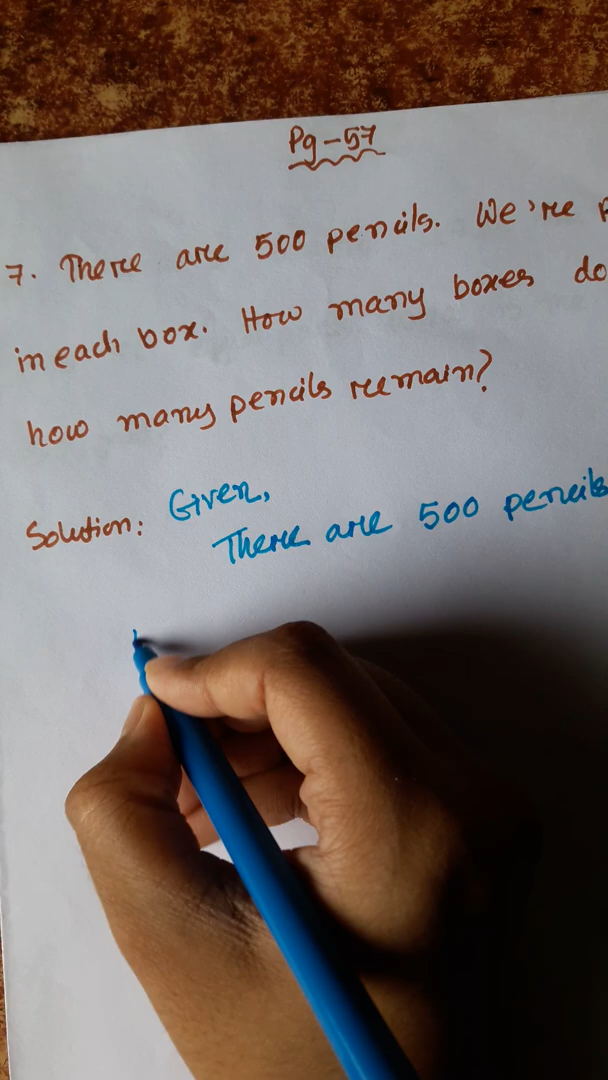 Pg-57
7. There are 500 pencils. We're
in each box. How many boxes do
how many pencils remain?
Solution: Given,
There are 500 pencils